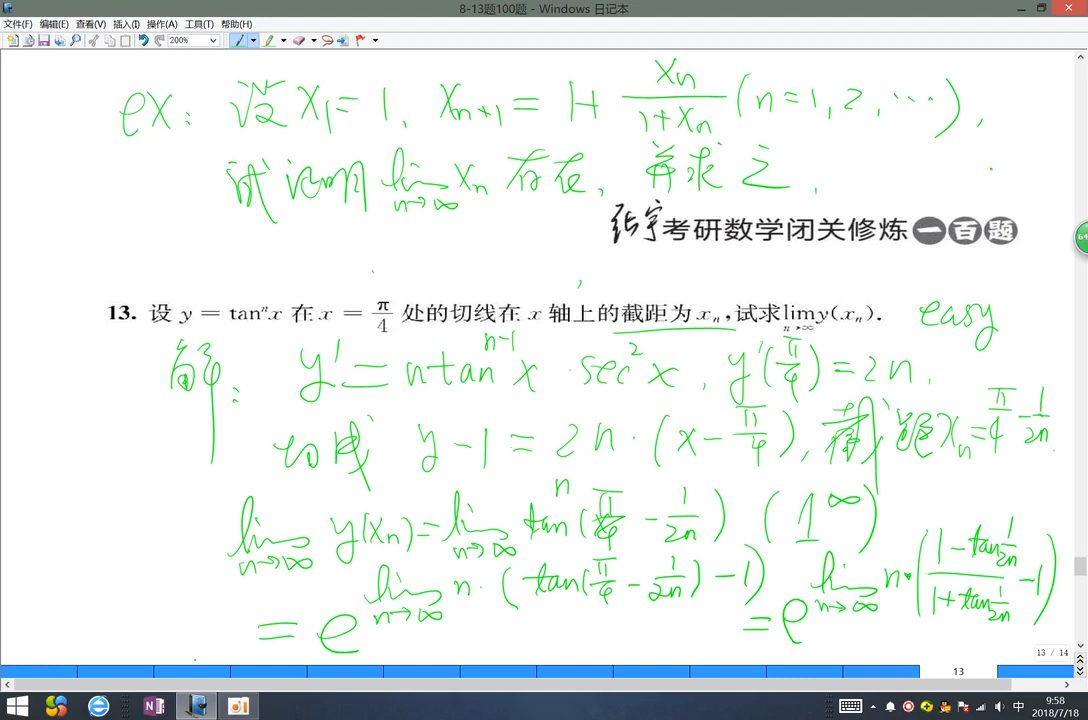 8-13题100题 - Windows 日记本
文件(F) 编辑(E) 查看(V) 插入(I) 操作(A) 工具(T) 帮助(H)
200%
ex: 设 x₁ = 1, xₙ₊₁ = 1 + xₙ/(1+xₙ) (n = 1, 2, …),
试证明 lim_{n→∞} xₙ 存在, 并求之.
张宇考研数学闭关修炼一百题
13. 设 y = tanⁿx 在 x = π/4 处的切线在 x 轴上的截距为 xₙ,试求 lim_{n→∞} y(xₙ).
easy
解: y' = n tan^{n-1} x · sec² x, y'(π/4) = 2n.
切线 y - 1 = 2n · (x - π/4), 截距 xₙ = π/4 - 1/2n.
lim_{n→∞} y(xₙ) = lim_{n→∞} tanⁿ(π/4 - 1/2n) (1^∞)
= e^{lim_{n→∞} n · (tan(π/4 - 1/2n) - 1)} = e^{lim_{n→∞} n · ((1 - tan 1/2n)/(1 + tan 1/2n) - 1)}
13 / 14
13
64
中
9:58
2018/7/18